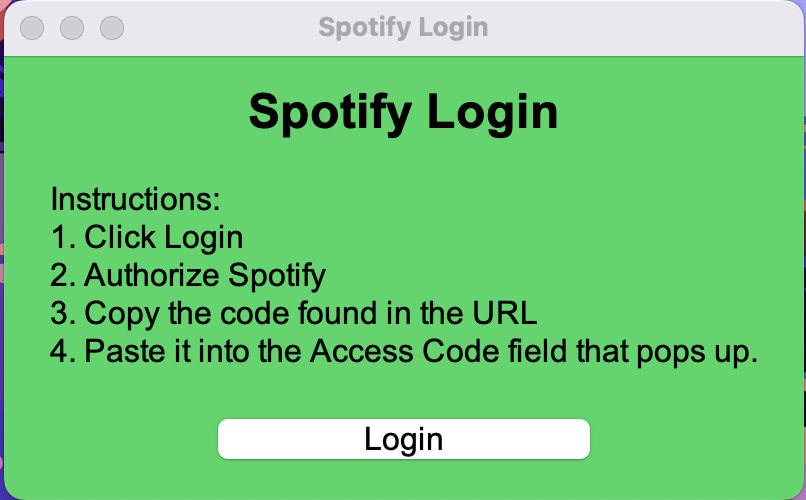 Spotify Login
Spotify Login
Instructions:
1. Click Login
2. Authorize Spotify
3. Copy the code found in the URL
4. Paste it into the Access Code field that pops up.
Login